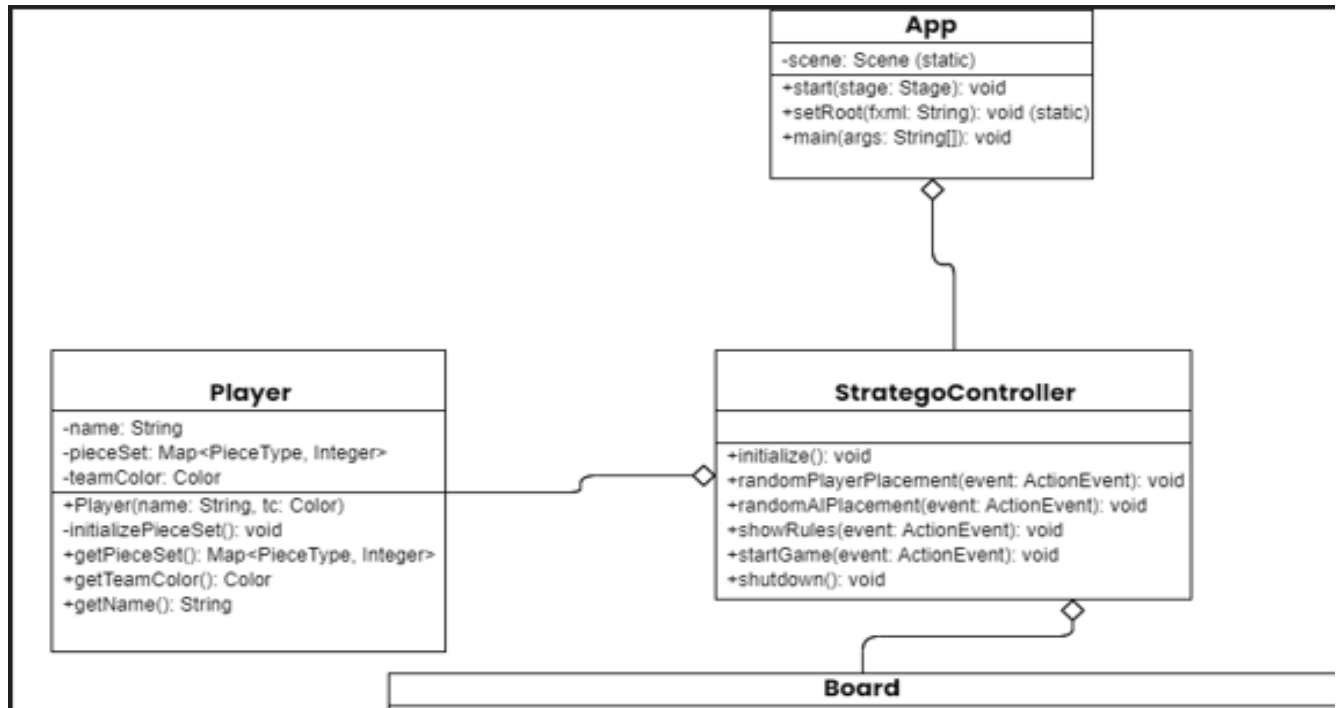 App
-scene: Scene (static)
+start(stage: Stage): void
+setRoot(fxml: String): void (static)
+main(args: String[]): void
Player
-name: String
-pieceSet: Map<PieceType, Integer>
-teamColor: Color
+Player(name: String, tc: Color)
-initializePieceSet(): void
+getPieceSet(): Map<PieceType, Integer>
+getTeamColor(): Color
+getName(): String
StrategoController
+initialize(): void
+randomPlayerPlacement(event: ActionEvent): void
+randomAIPlacement(event: ActionEvent): void
+showRules(event: ActionEvent): void
+startGame(event: ActionEvent): void
+shutdown(): void
Board